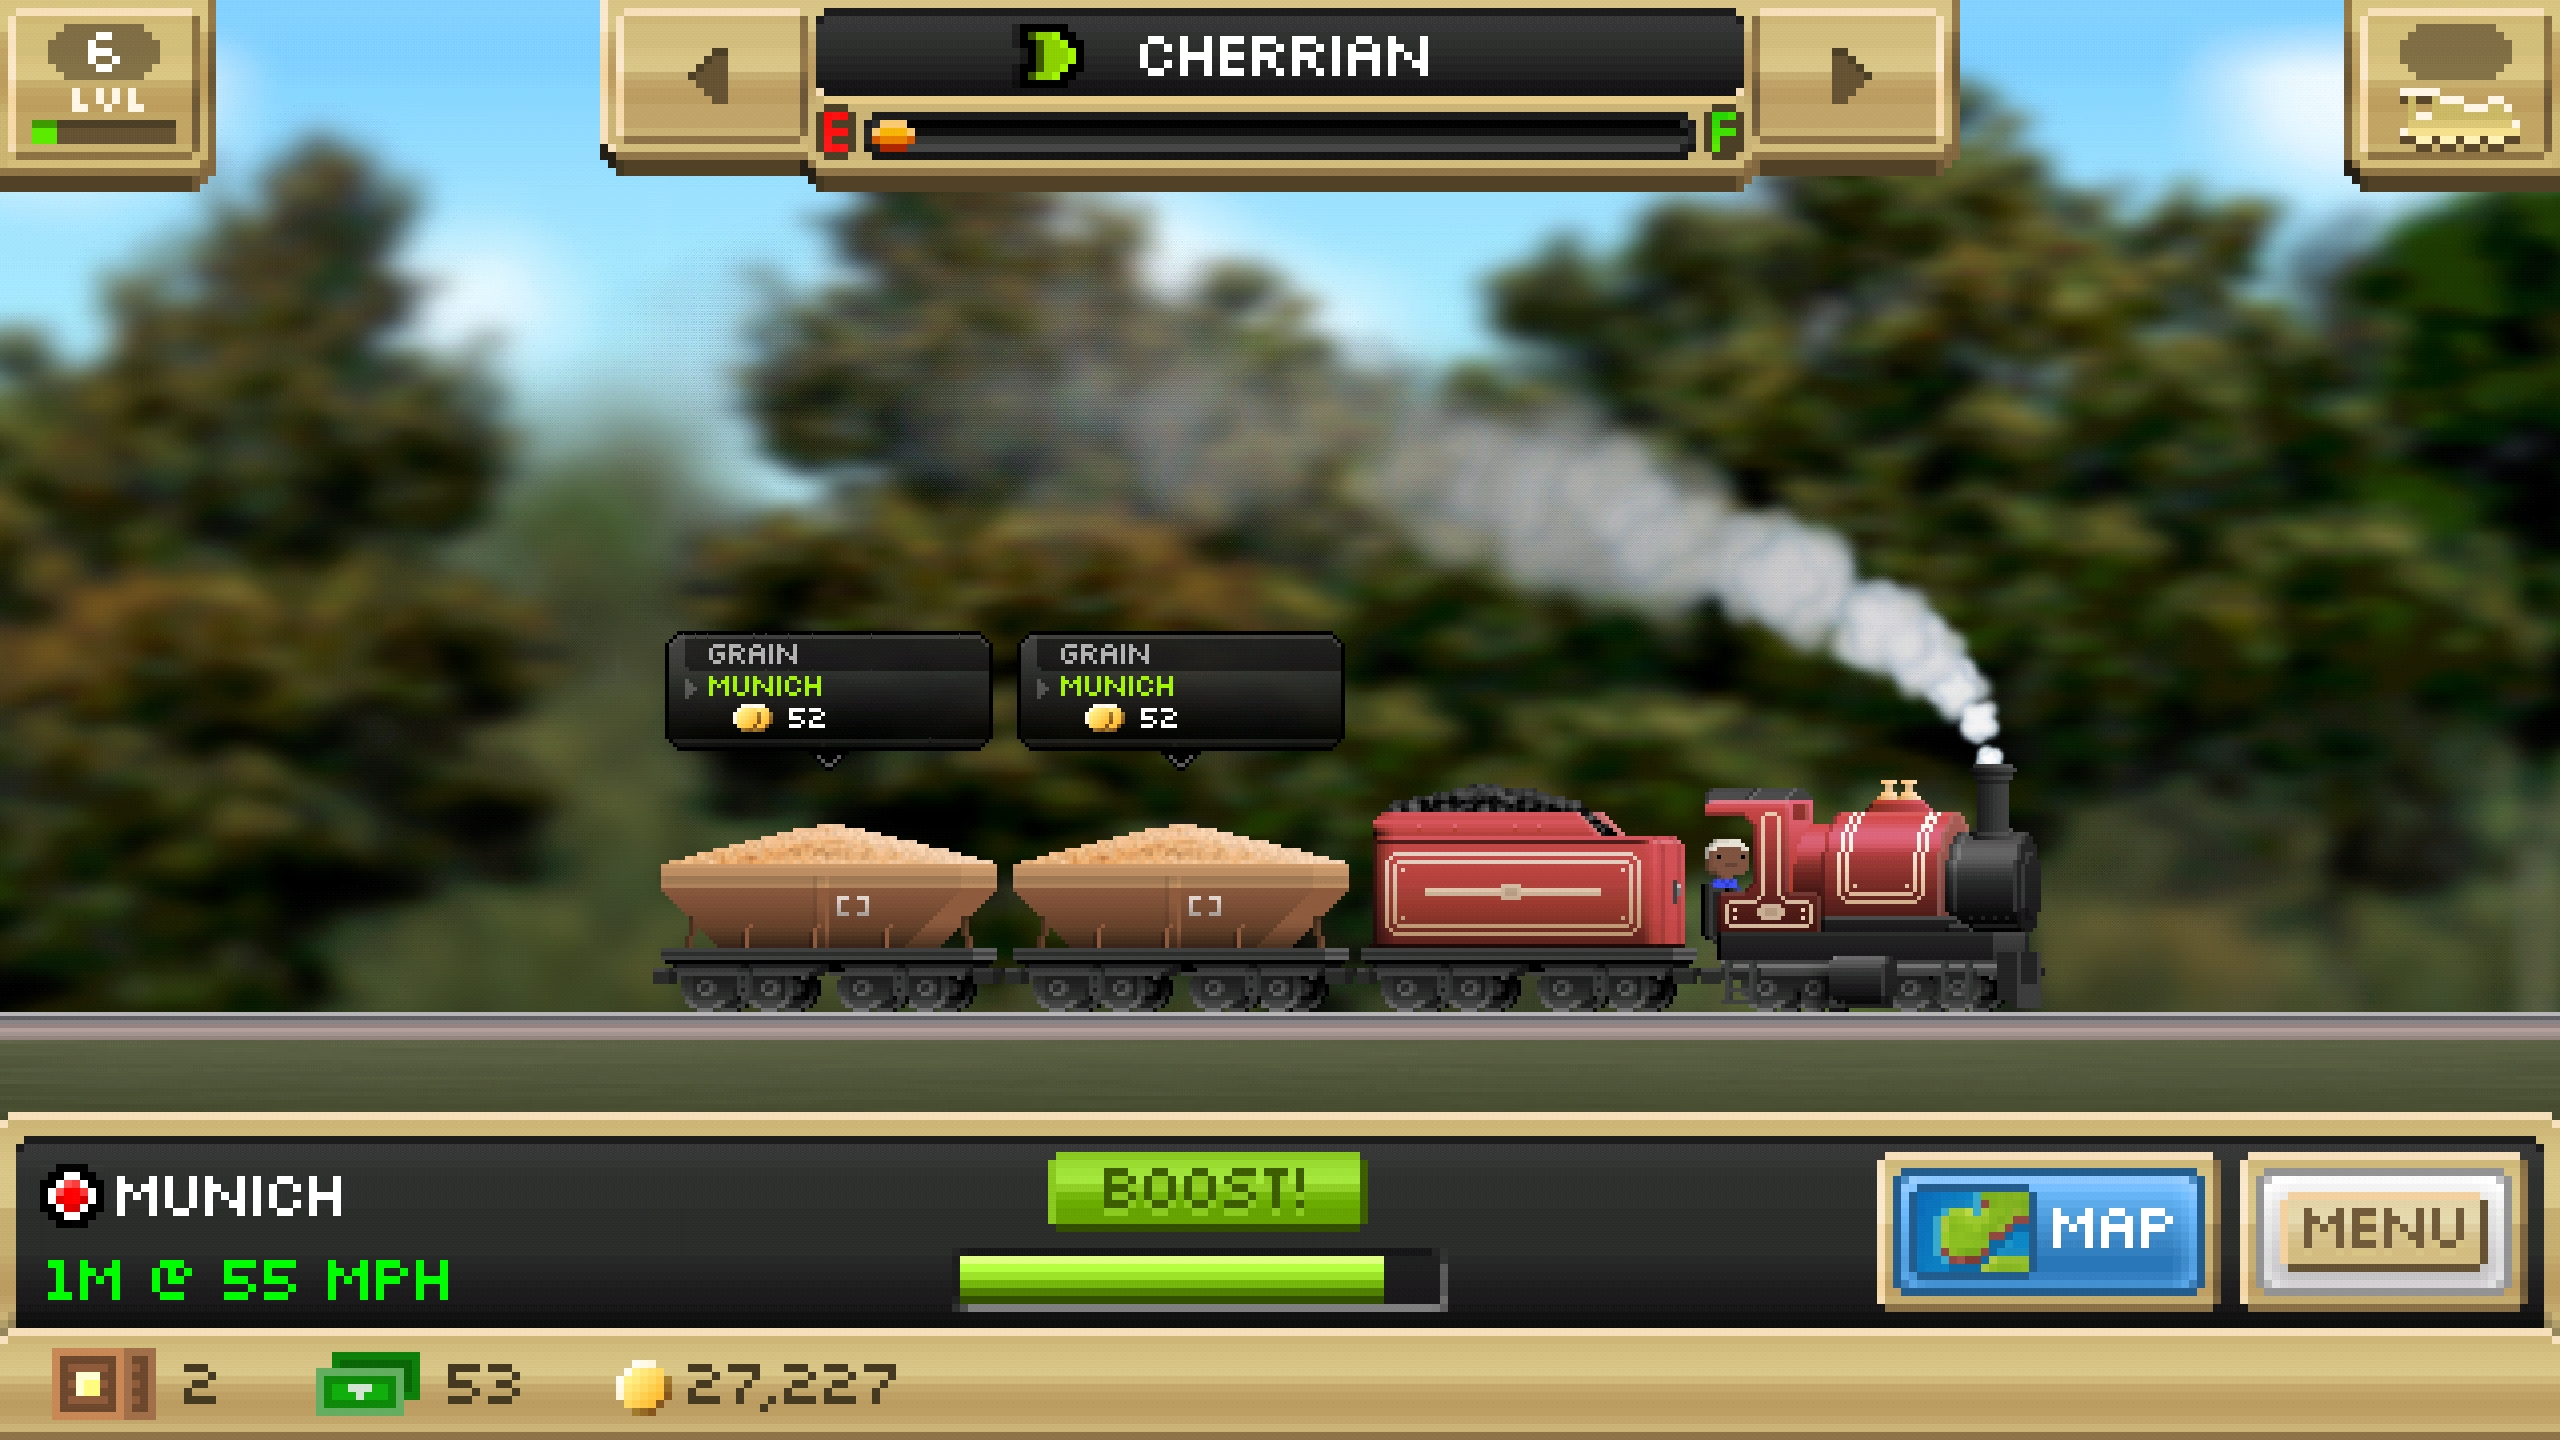 6
LVL
CHERRIAN
E F
GRAIN
MUNICH
52
GRAIN
MUNICH
52
MUNICH
1M @ 55 MPH
BOOST!
MAP
MENU
2
53
27,227